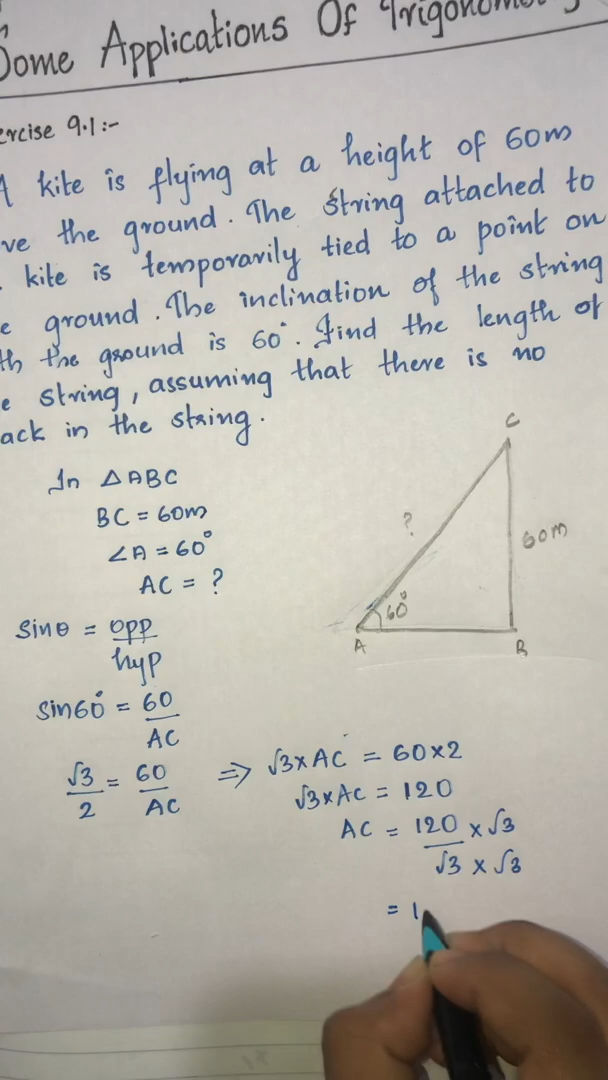 Some Applications Of Trigonome
ercise 9.1:-
A kite is flying at a height of 60m
ve the ground. The string attached to
kite is temporarily tied to a point on
e ground. The inclination of the string
th the ground is 60°. Find the length of
e string, assuming that there is no
ack in the string.
In △ABC
BC = 60m
∠A = 60°
AC = ?
Sinθ = opp/hyp
Sin60° = 60/AC
√3/2 = 60/AC ⇒ √3×AC = 60×2
√3×AC = 120
AC = 120/√3 × √3/√3
= 1
C
?
60m
60°
A
B